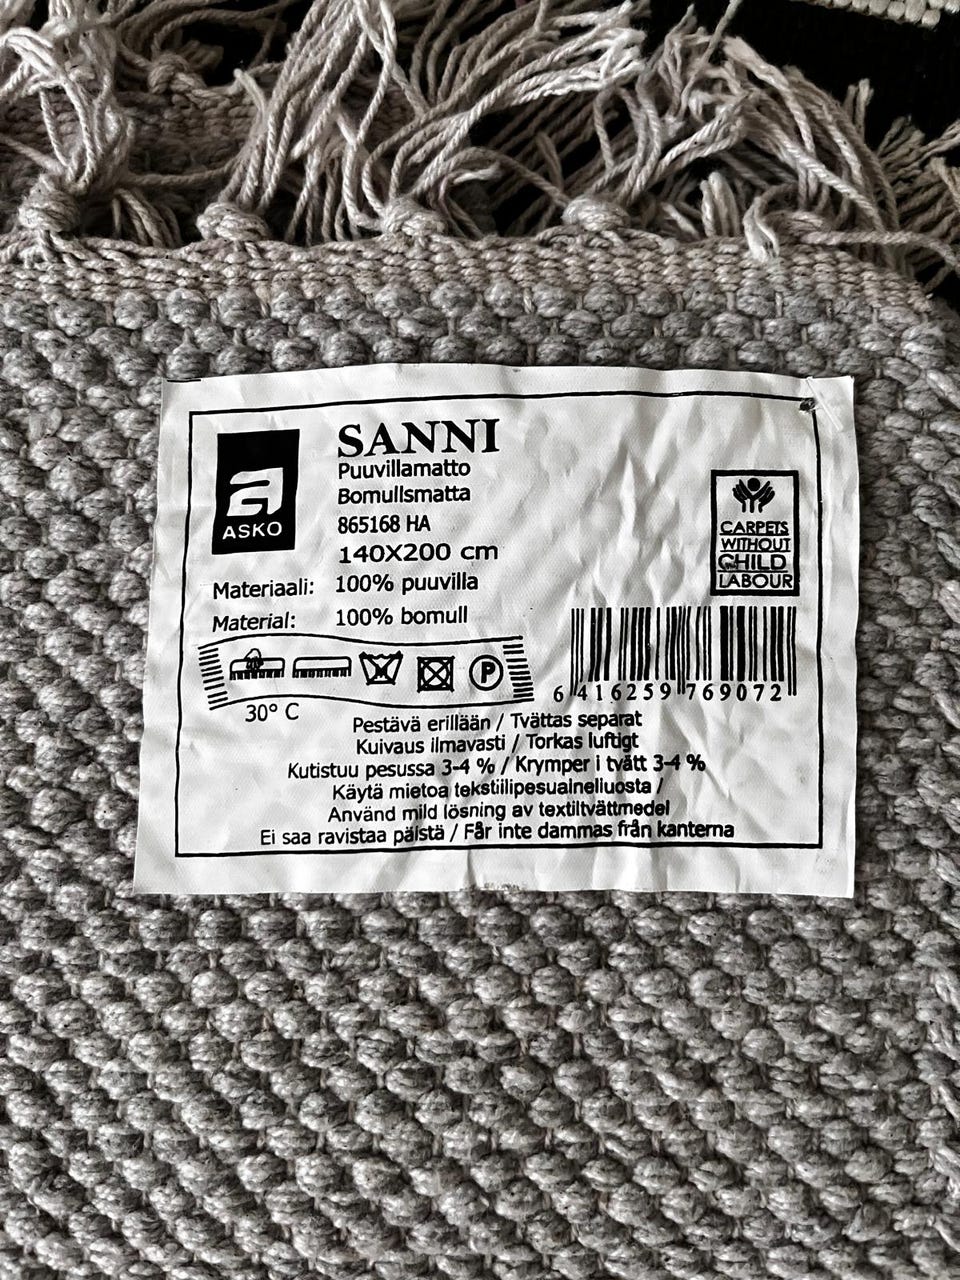 SANNI
Puuvillamatto
Bomullsmatta
865168 HA
140X200 cm
ASKO
Materiaali: 100% puuvilla
Material: 100% bomull
CARPETS
WITHOUT
CHILD
LABOUR
P
30° C
6 416259 769072
Pestävä erillään / Tvättas separat
Kuivaus ilmavasti / Torkas luftigt
Kutistuu pesussa 3-4 % / Krymper i tvätt 3-4 %
Käytä mietoa tekstiilipesuaineliuosta /
Använd mild lösning av textiltvättmedel
Ei saa ravistaa päistä / Får inte dammas från kanterna